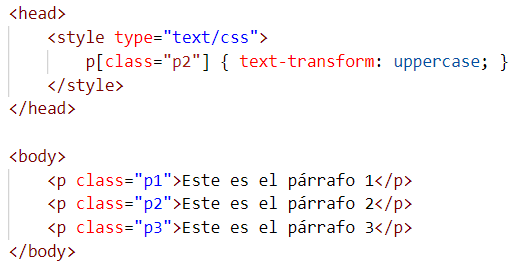 <head>
    <style type="text/css">
        p[class="p2"] { text-transform: uppercase; }
    </style>
</head>

<body>
    <p class="p1">Este es el párrafo 1</p>
    <p class="p2">Este es el párrafo 2</p>
    <p class="p3">Este es el párrafo 3</p>
</body>